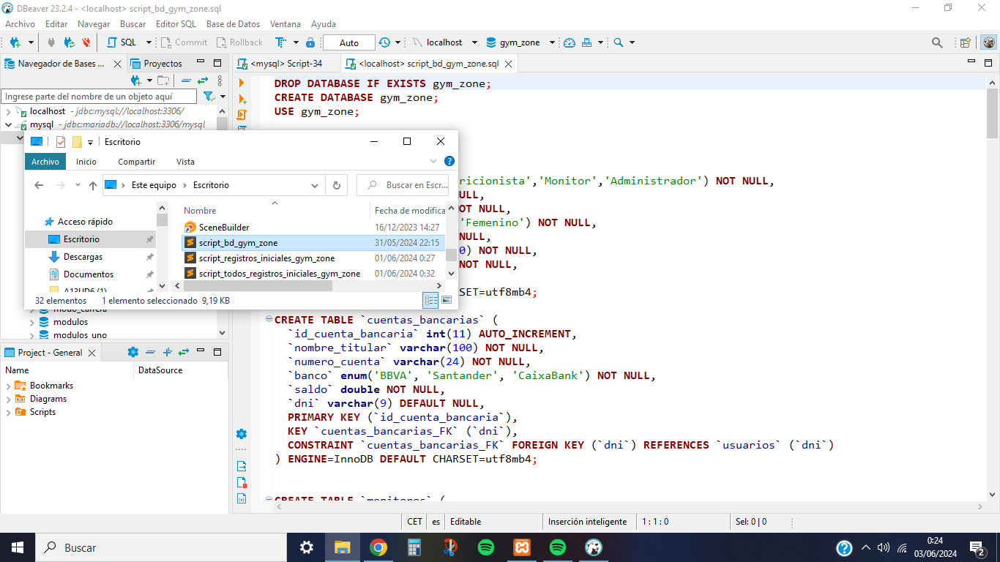 DBeaver 23.2.4 - <localhost> script_bd_gym_zone.sql
Archivo Editar Navegar Buscar Editor SQL Base de Datos Ventana Ayuda
SQL Commit Rollback Auto localhost gym_zone
Navegador de Bases ... Proyectos
<mysql> Script-34
<localhost> script_bd_gym_zone.sql
Ingrese parte del nombre de un objeto aquí
localhost - jdbc:mysql://localhost:3306/
mysql - jdbc:mariadb://localhost:3306/mysql
DROP DATABASE IF EXISTS gym_zone;
CREATE DATABASE gym_zone;
USE gym_zone;
ricionista','Monitor','Administrador') NOT NULL,
ULL,
OT NULL,
'Femenino') NOT NULL,
NULL,
0) NOT NULL,
NOT NULL,
SET=utf8mb4;
CREATE TABLE `cuentas_bancarias` (
`id_cuenta_bancaria` int(11) AUTO_INCREMENT,
`nombre_titular` varchar(100) NOT NULL,
`numero_cuenta` varchar(24) NOT NULL,
`banco` enum('BBVA', 'Santander', 'CaixaBank') NOT NULL,
`saldo` double NOT NULL,
`dni` varchar(9) DEFAULT NULL,
PRIMARY KEY (`id_cuenta_bancaria`),
KEY `cuentas_bancarias_FK` (`dni`),
CONSTRAINT `cuentas_bancarias_FK` FOREIGN KEY (`dni`) REFERENCES `usuarios` (`dni`)
) ENGINE=InnoDB DEFAULT CHARSET=utf8mb4;
CREATE TABLE `monitores` (
Escritorio
Archivo Inicio Compartir Vista
Este equipo > Escritorio
Buscar en Escr...
Acceso rápido
Escritorio
Descargas
Documentos
A13UD6 (1)
Nombre Fecha de modifica
SceneBuilder 16/12/2023 14:27
script_bd_gym_zone 31/05/2024 22:15
script_registros_iniciales_gym_zone 01/06/2024 0:27
script_todos_registros_iniciales_gym_zone 01/06/2024 0:32
32 elementos 1 elemento seleccionado 9,19 KB
modo_carrera
modulos
modulos_uno
Project - General
Name DataSource
Bookmarks
Diagrams
Scripts
CET es Editable Inserción inteligente 1 : 1 : 0 Sel: 0 | 0
Buscar
0:24
03/06/2024
2